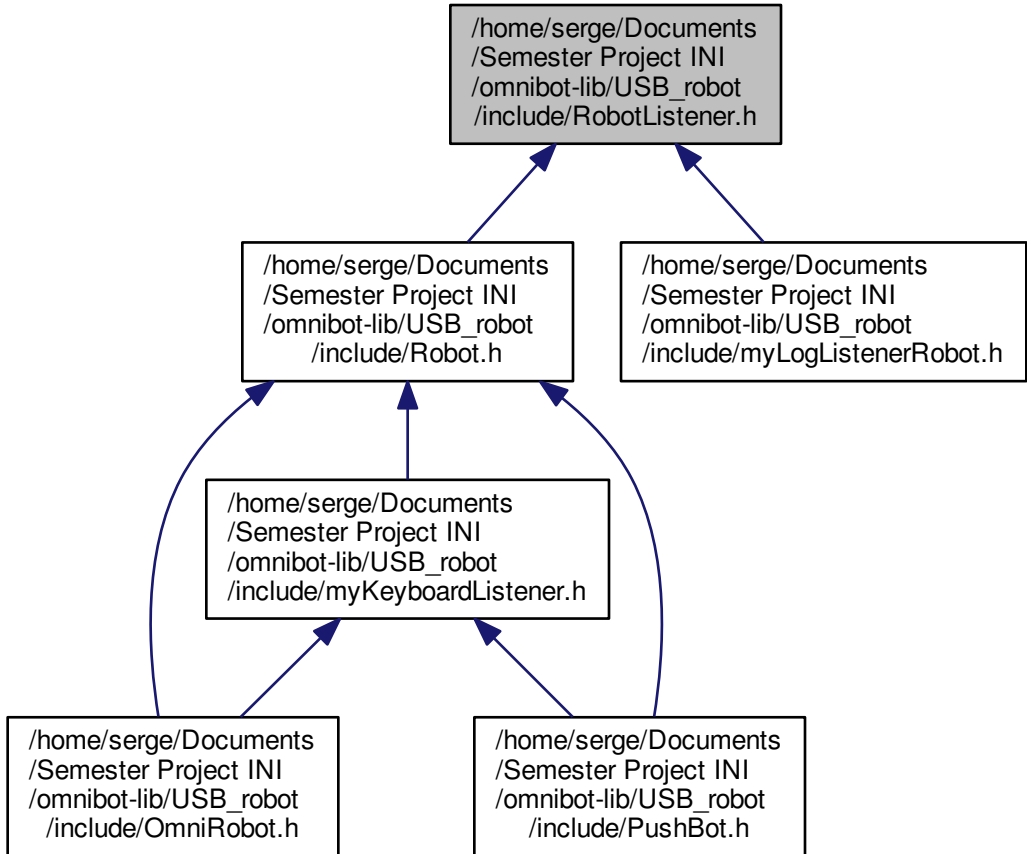 /home/serge/Documents
/Semester Project INI
/omnibot-lib/USB_robot
/include/RobotListener.h
/home/serge/Documents
/Semester Project INI
/omnibot-lib/USB_robot
/include/Robot.h
/home/serge/Documents
/Semester Project INI
/omnibot-lib/USB_robot
/include/myLogListenerRobot.h
/home/serge/Documents
/Semester Project INI
/omnibot-lib/USB_robot
/include/myKeyboardListener.h
/home/serge/Documents
/Semester Project INI
/omnibot-lib/USB_robot
/include/OmniRobot.h
/home/serge/Documents
/Semester Project INI
/omnibot-lib/USB_robot
/include/PushBot.h